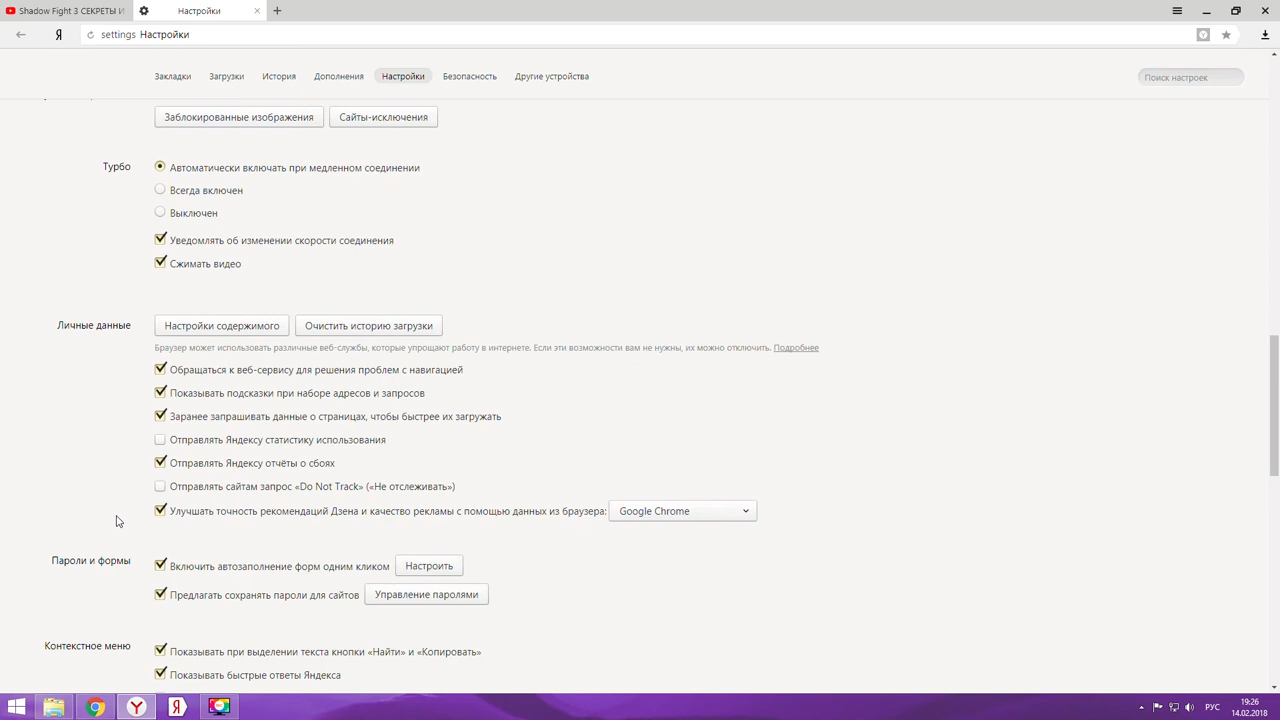 Shadow Fight 3 СЕКРЕТЫ И
Настройки
Я
settings Настройки
Закладки Загрузки История Дополнения Настройки Безопасность Другие устройства
Поиск настроек
Заблокированные изображения Сайты-исключения
Турбо
Автоматически включать при медленном соединении
Всегда включен
Выключен
Уведомлять об изменении скорости соединения
Сжимать видео
Личные данные
Настройки содержимого Очистить историю загрузки
Браузер может использовать различные веб-службы, которые упрощают работу в интернете. Если эти возможности вам не нужны, их можно отключить. Подробнее
Обращаться к веб-сервису для решения проблем с навигацией
Показывать подсказки при наборе адресов и запросов
Заранее запрашивать данные о страницах, чтобы быстрее их загружать
Отправлять Яндексу статистику использования
Отправлять Яндексу отчёты о сбоях
Отправлять сайтам запрос «Do Not Track» («Не отслеживать»)
Улучшать точность рекомендаций Дзена и качество рекламы с помощью данных из браузера: Google Chrome
Пароли и формы
Включить автозаполнение форм одним кликом Настроить
Предлагать сохранять пароли для сайтов Управление паролями
Контекстное меню
Показывать при выделении текста кнопки «Найти» и «Копировать»
Показывать быстрые ответы Яндекса
Y Я
РУС
19:26
14.02.2018